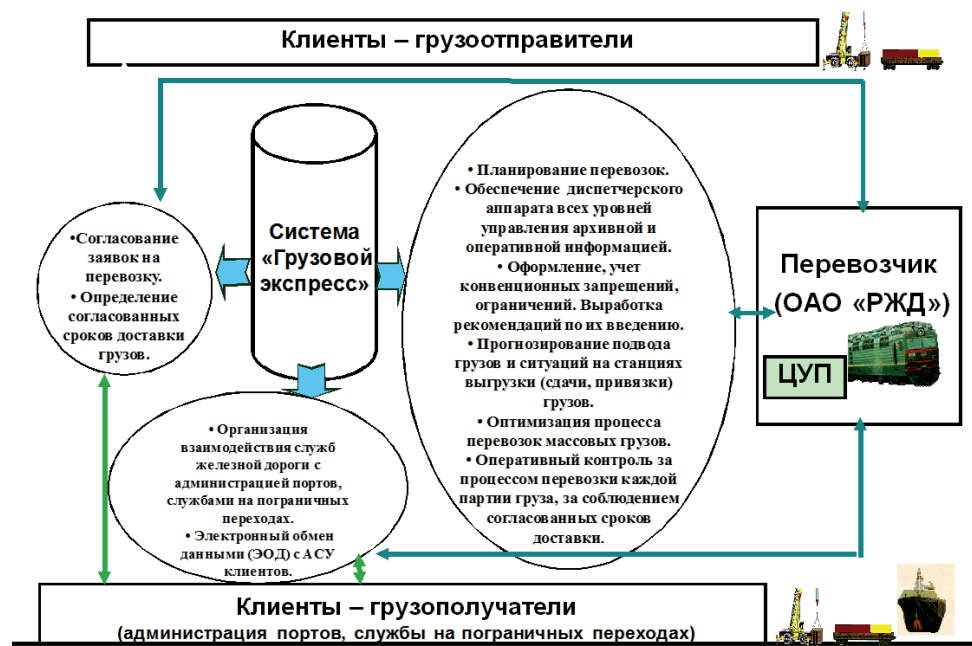 Клиенты – грузоотправители
•Согласование
заявок на
перевозку.
• Определение
согласованных
сроков доставки
грузов.
Система
«Грузовой
экспресс»
• Планирование перевозок.
• Обеспечение диспетчерского
аппарата всех уровней
управления архивной и
оперативной информацией.
• Оформление, учет
конвенционных запрещений,
ограничений. Выработка
рекомендаций по их введению.
• Прогнозирование подвода
грузов и ситуаций на станциях
выгрузки (сдачи, привязки)
грузов.
• Оптимизация процесса
перевозок массовых грузов.
• Оперативный контроль за
процессом перевозки каждой
партии груза, за соблюдением
согласованных сроков
доставки.
Перевозчик
(ОАО «РЖД»)
ЦУП
• Организация
взаимодействия служб
железной дороги с
администрацией портов,
службами на пограничных
переходах.
• Электронный обмен
данными (ЭОД) с АСУ
клиентов.
Клиенты – грузополучатели
(администрация портов, службы на пограничных переходах)